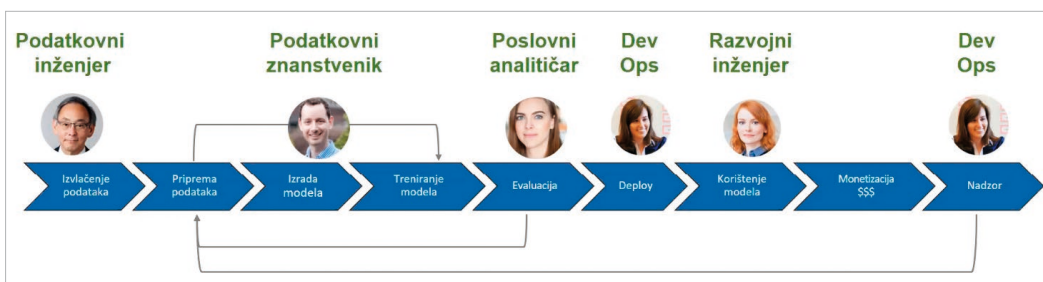 Podatkovni
inženjer
Podatkovni
znanstvenik
Poslovni
analitičar
Dev
Ops
Razvojni
inženjer
Dev
Ops
Izvlačenje
podataka
Priprema
podataka
Izrada
modela
Treniranje
modela
Evaluacija
Deploy
Korištenje
modela
Monetizacija
$$$
Nadzor